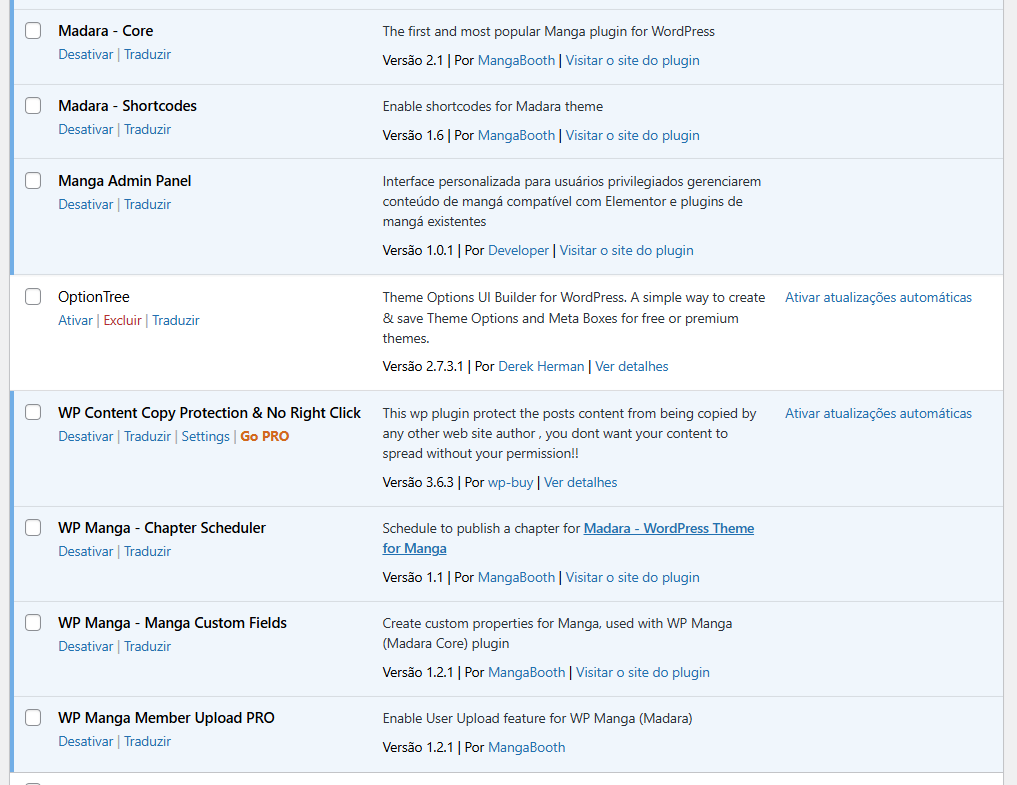 Madara - Core
Desativar | Traduzir
The first and most popular Manga plugin for WordPress
Versão 2.1 | Por MangaBooth | Visitar o site do plugin
Madara - Shortcodes
Desativar | Traduzir
Enable shortcodes for Madara theme
Versão 1.6 | Por MangaBooth | Visitar o site do plugin
Manga Admin Panel
Desativar | Traduzir
Interface personalizada para usuários privilegiados gerenciarem
conteúdo de mangá compatível com Elementor e plugins de
mangá existentes
Versão 1.0.1 | Por Developer | Visitar o site do plugin
OptionTree
Ativar | Excluir | Traduzir
Theme Options UI Builder for WordPress. A simple way to create
& save Theme Options and Meta Boxes for free or premium
themes.
Versão 2.7.3.1 | Por Derek Herman | Ver detalhes
Ativar atualizações automáticas
WP Content Copy Protection & No Right Click
Desativar | Traduzir | Settings | Go PRO
This wp plugin protect the posts content from being copied by
any other web site author , you dont want your content to
spread without your permission!!
Versão 3.6.3 | Por wp-buy | Ver detalhes
Ativar atualizações automáticas
WP Manga - Chapter Scheduler
Desativar | Traduzir
Schedule to publish a chapter for Madara - WordPress Theme
for Manga
Versão 1.1 | Por MangaBooth | Visitar o site do plugin
WP Manga - Manga Custom Fields
Desativar | Traduzir
Create custom properties for Manga, used with WP Manga
(Madara Core) plugin
Versão 1.2.1 | Por MangaBooth | Visitar o site do plugin
WP Manga Member Upload PRO
Desativar | Traduzir
Enable User Upload feature for WP Manga (Madara)
Versão 1.2.1 | Por MangaBooth